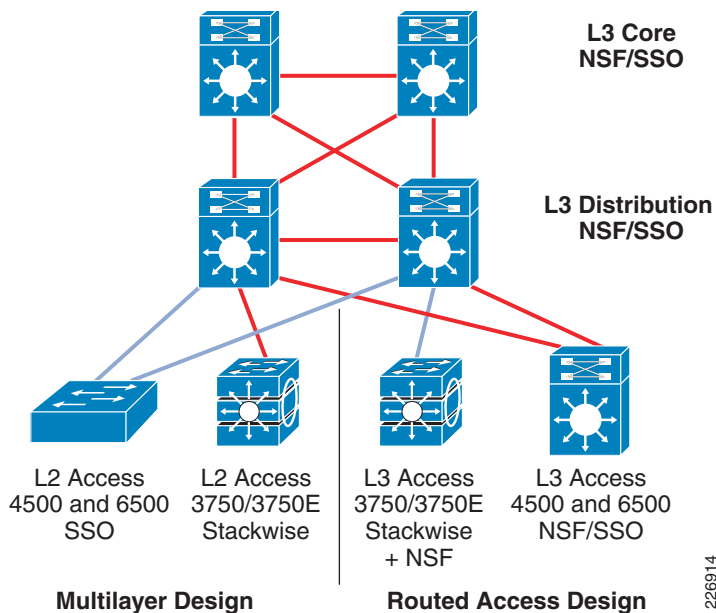 L3 Core
NSF/SSO
L3 Distribution
NSF/SSO
L2 Access
4500 and 6500
SSO
L2 Access
3750/3750E
Stackwise
L3 Access
3750/3750E
Stackwise
+ NSF
L3 Access
4500 and 6500
NSF/SSO
Multilayer Design
Routed Access Design
226914